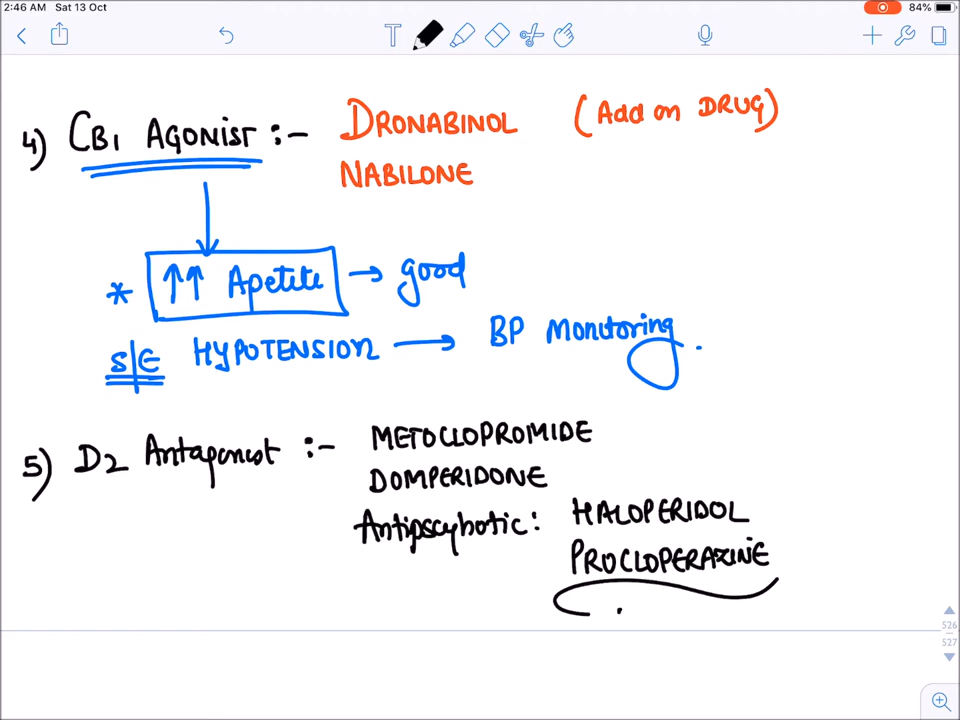 2:46 AM Sat 13 Oct 84%
4) CB1 AGONIST :- DRONABINOL (Add on DRUG)
NABILONE
* ↑↑ Apetite → good
S/E HYPOTENSION → BP Monitoring.
5) D2 Antagonist :- METOCLOPROMIDE
DOMPERIDONE
Antipscyhotic : HALOPERIDOL
PROCLOPERAZINE
526
527